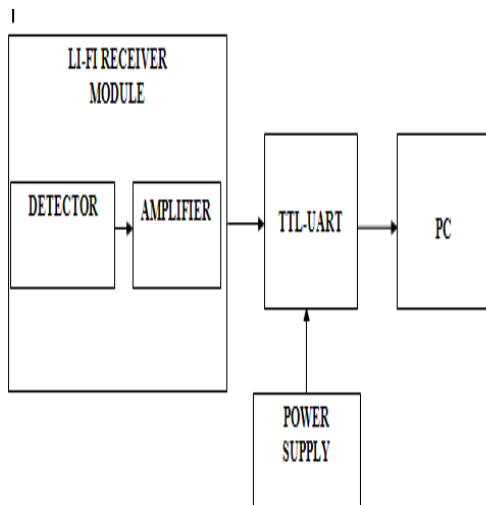 LI-FI RECEIVER
MODULE
DETECTOR
AMPLIFIER
TTL-UART
PC
POWER
SUPPLY